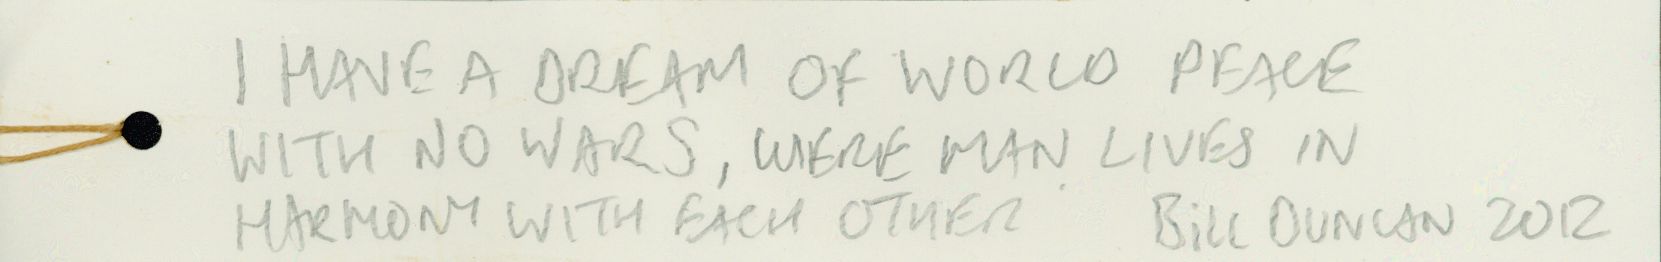 I HAVE A DREAM OF WORLD PEACE
WITH NO WARS, WERE MAN LIVES IN
HARMONY WITH EACH OTHER Bill DUNCAN 2012